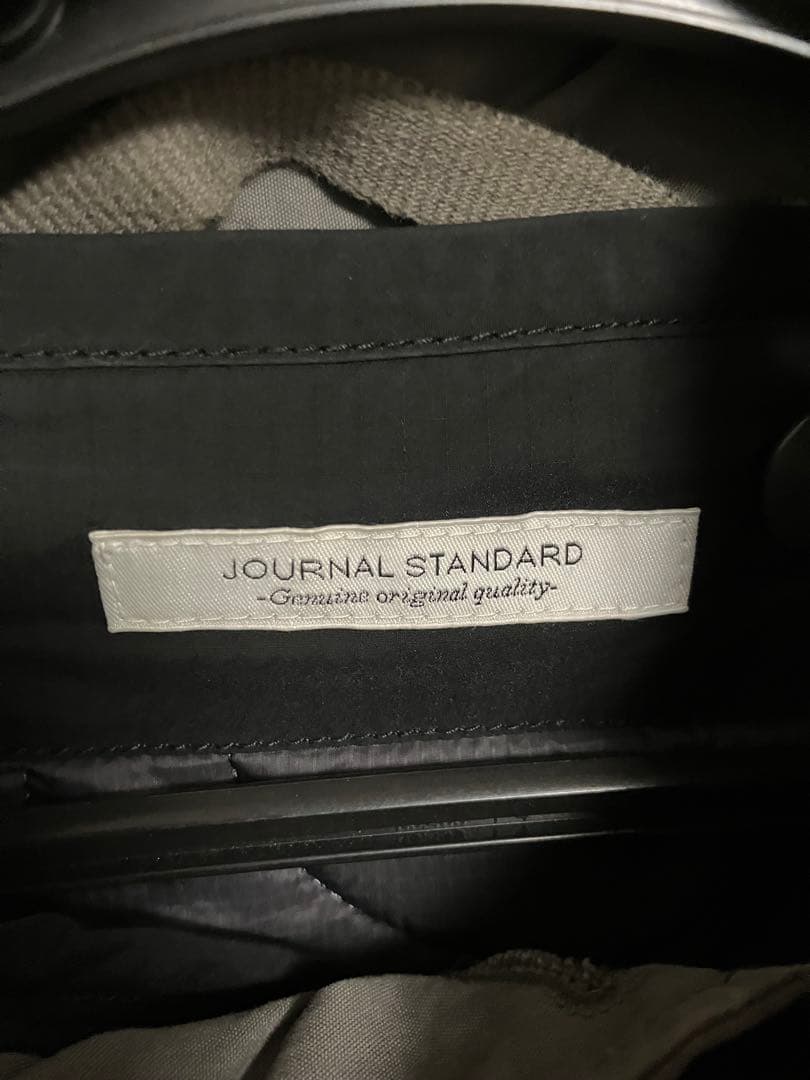 JOURNAL STANDARD
-Genuine original quality-